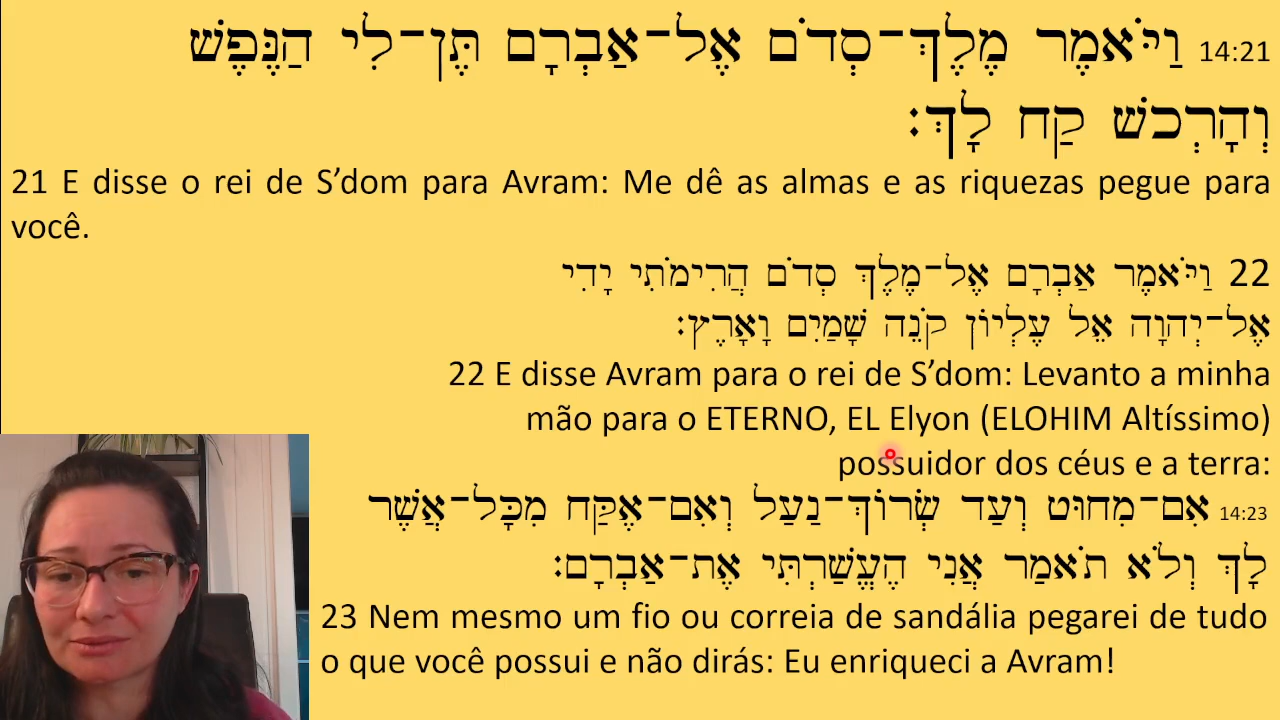 14:21 וַיֹּאמֶר מֶלֶךְ־סְדֹם אֶל־אַבְרָם תֶּן־לִי הַנֶּפֶשׁ
וְהָרְכֹשׁ קַח לָךְ׃
21 E disse o rei de S’dom para Avram: Me dê as almas e as riquezas pegue para
você.
22 וַיֹּאמֶר אַבְרָם אֶל־מֶלֶךְ סְדֹם הֲרִימֹתִי יָדִי
אֶל־יְהוָה אֵל עֶלְיוֹן קֹנֵה שָׁמַיִם וָאָרֶץ׃
22 E disse Avram para o rei de S’dom: Levanto a minha
mão para o ETERNO, EL Elyon (ELOHIM Altíssimo)
possuidor dos céus e a terra:
14:23 אִם־מִחוּט וְעַד שְׂרוֹךְ־נַעַל וְאִם־אֶקַּח מִכָּל־אֲשֶׁר
לָךְ וְלֹא תֹאמַר אֲנִי הֶעֱשַׁרְתִּי אֶת־אַבְרָם׃
23 Nem mesmo um fio ou correia de sandália pegarei de tudo
o que você possui e não dirás: Eu enriqueci a Avram!